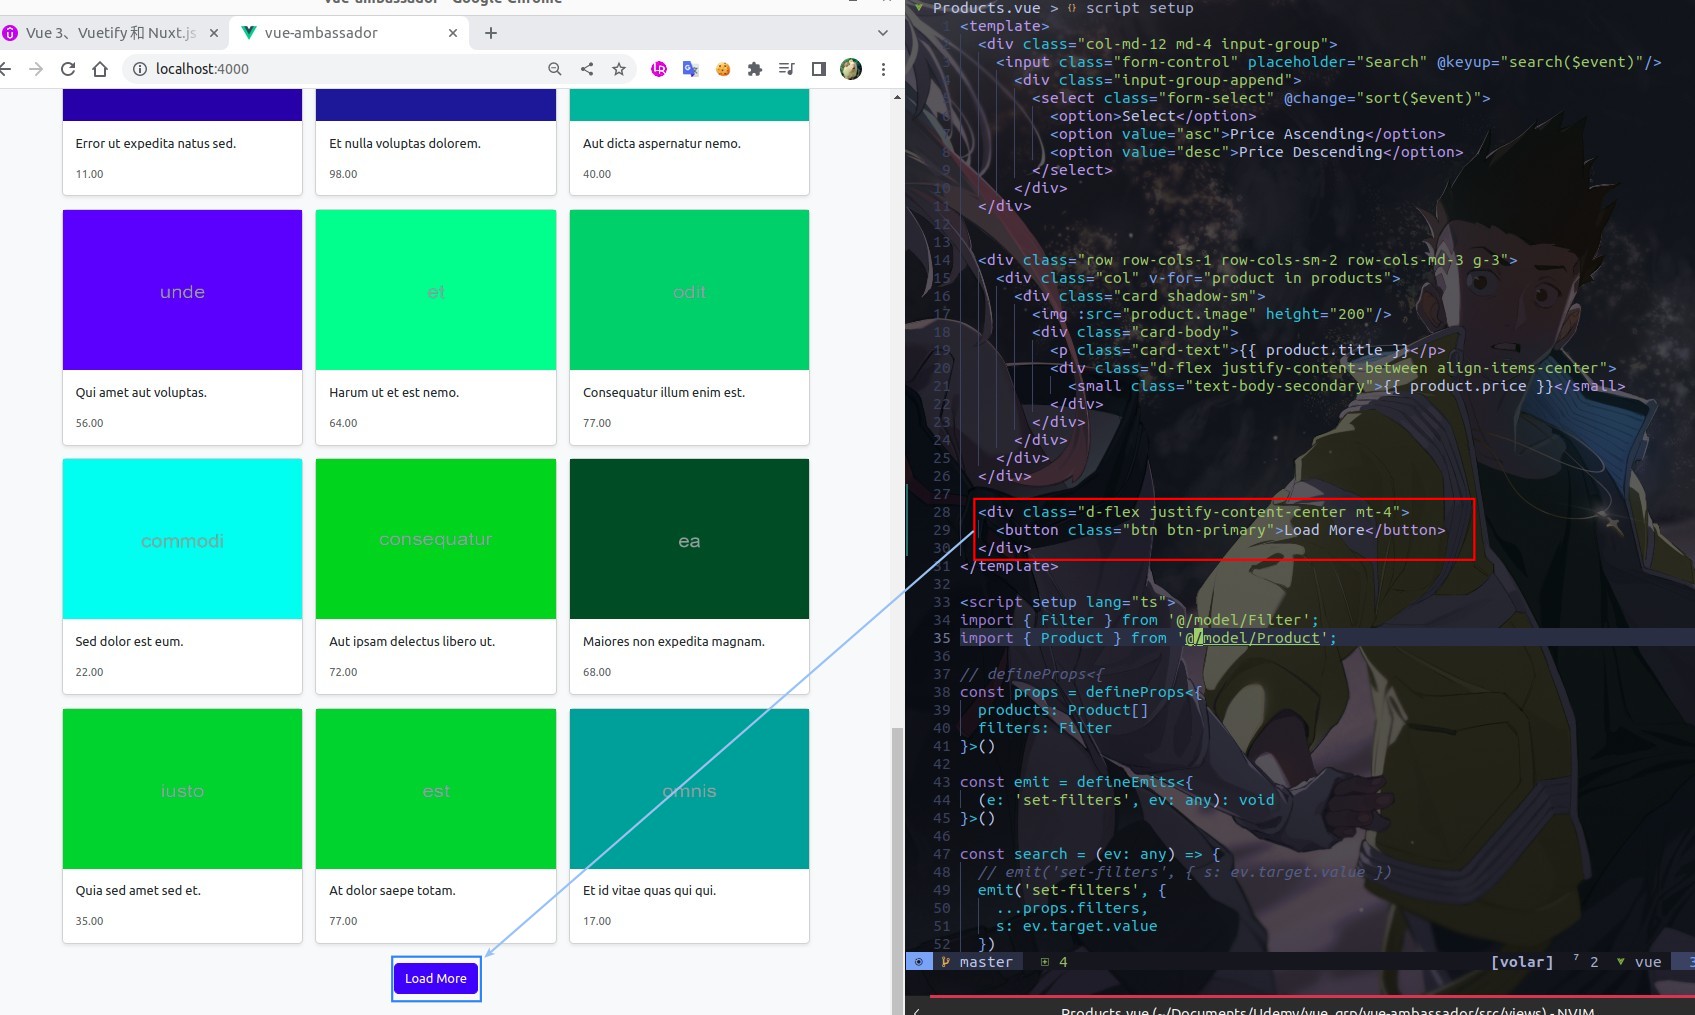 vue-ambassador - Google Chrome
Vue 3、Vuetify 和 Nuxt.js
vue-ambassador
localhost:4000
Error ut expedita natus sed.
11.00
Et nulla voluptas dolorem.
98.00
Aut dicta aspernatur nemo.
40.00
unde
Qui amet aut voluptas.
56.00
et
Harum ut et est nemo.
64.00
odit
Consequatur illum enim est.
77.00
commodi
Sed dolor est eum.
22.00
consequatur
Aut ipsam delectus libero ut.
72.00
ea
Maiores non expedita magnam.
68.00
iusto
Quia sed amet sed et.
35.00
est
At dolor saepe totam.
77.00
omnis
Et id vitae quas qui qui.
17.00
Load More
Products.vue > {} script setup
1 <template>
<div class="col-md-12 md-4 input-group">
<input class="form-control" placeholder="Search" @keyup="search($event)"/>
<div class="input-group-append">
<select class="form-select" @change="sort($event)">
6 <option>Select</option>
7 <option value="asc">Price Ascending</option>
8 <option value="desc">Price Descending</option>
9 </select>
10 </div>
11 </div>
12
13
14 <div class="row row-cols-1 row-cols-sm-2 row-cols-md-3 g-3">
15 <div class="col" v-for="product in products">
16 <div class="card shadow-sm">
17 <img :src="product.image" height="200"/>
18 <div class="card-body">
19 <p class="card-text">{{ product.title }}</p>
20 <div class="d-flex justify-content-between align-items-center">
21 <small class="text-body-secondary">{{ product.price }}</small>
22 </div>
23 </div>
24 </div>
25 </div>
26 </div>
27
28 <div class="d-flex justify-content-center mt-4">
29 <button class="btn btn-primary">Load More</button>
30 </div>
31 </template>
32
33 <script setup lang="ts">
34 import { Filter } from '@/model/Filter';
35 import { Product } from '@/model/Product';
36
37 // defineProps<{
38 const props = defineProps<{
39 products: Product[]
40 filters: Filter
41 }>()
42
43 const emit = defineEmits<{
44 (e: 'set-filters', ev: any): void
45 }>()
46
47 const search = (ev: any) => {
48 // emit('set-filters', { s: ev.target.value })
49 emit('set-filters', {
50 ...props.filters,
51 s: ev.target.value
52 })
master 4 [volar] 7 2 vue 3
Products.vue (~/Documents/Udemy/vue_grp/vue-ambassador/src/views) - NVIM